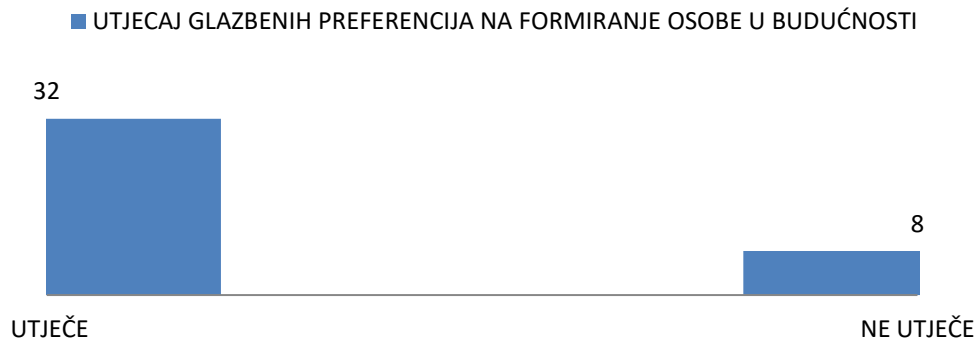 UTJECAJ GLAZBENIH PREFERENCIJA NA FORMIRANJE OSOBE U BUDUĆNOSTI
32
8
UTJEČE
NE UTJEČE